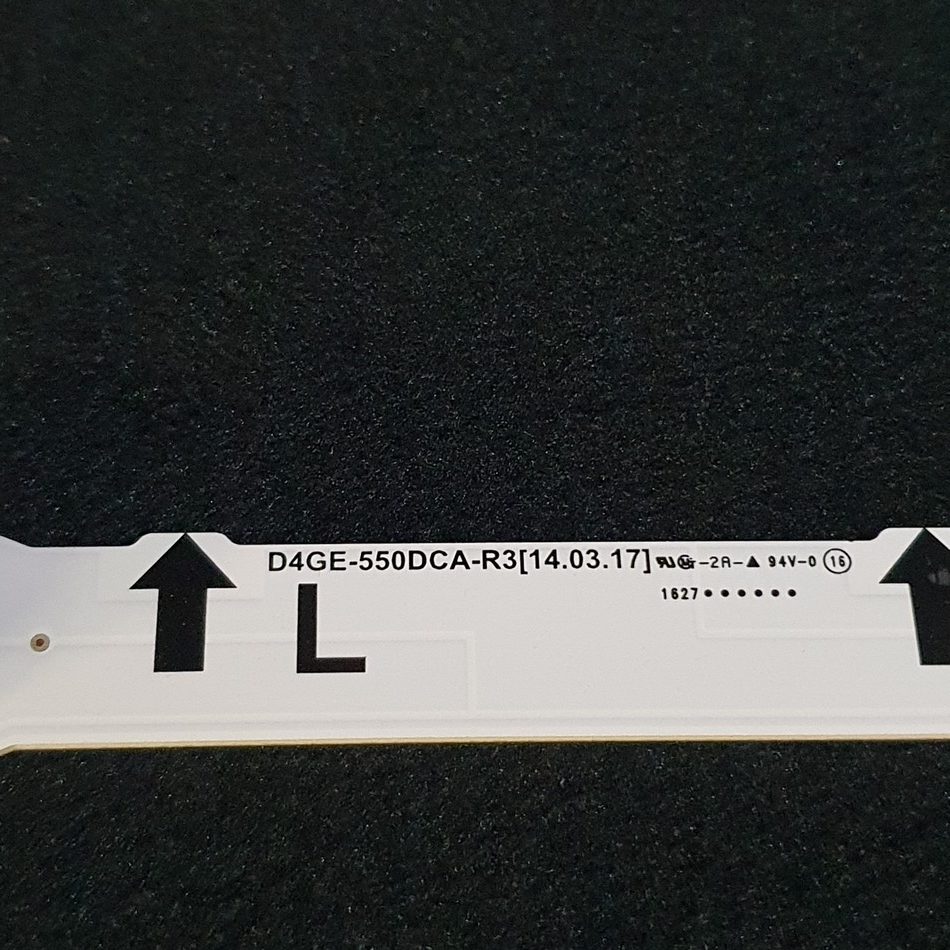 D4GE-550DCA-R3[14.03.17] -2A-▲ 94V-0 16
1627••••••
L